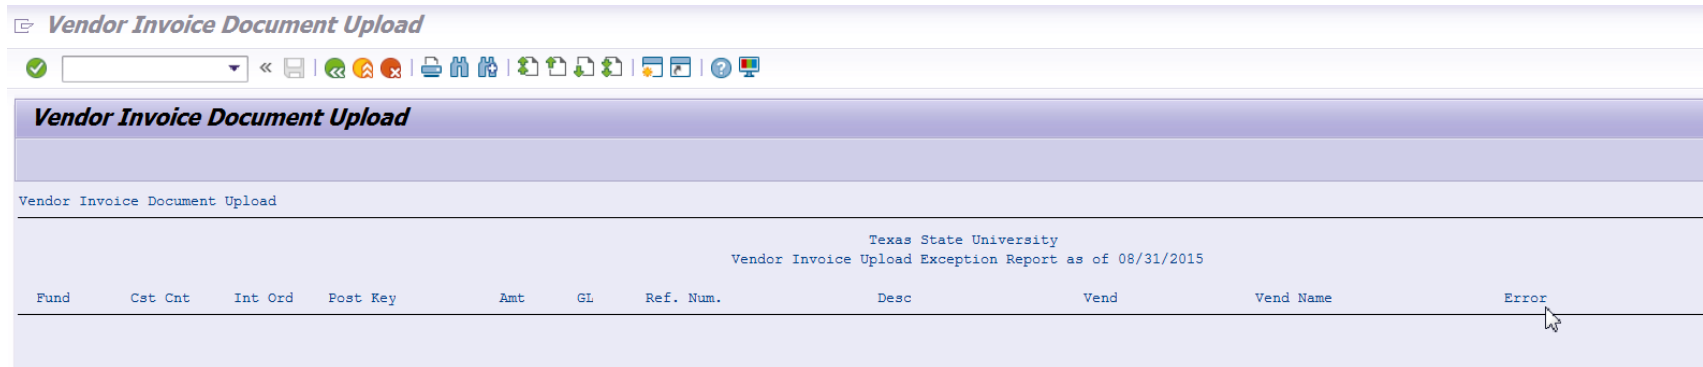 Vendor Invoice Document Upload
Vendor Invoice Document Upload
Vendor Invoice Document Upload
Texas State University
Vendor Invoice Upload Exception Report as of 08/31/2015
Fund Cst Cnt Int Ord Post Key Amt GL Ref. Num. Desc Vend Vend Name Error